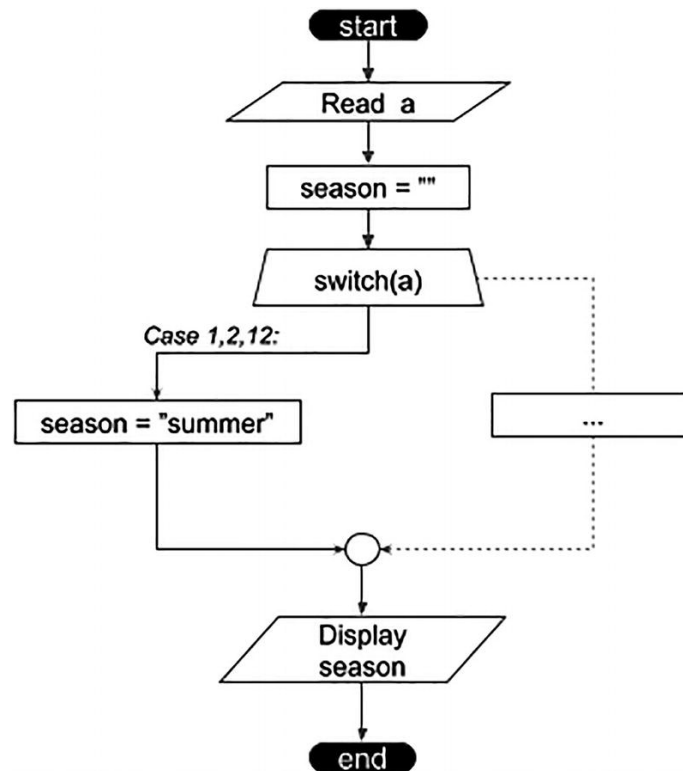 start
Read a
season = ""
switch(a)
Case 1,2,12:
season = "summer"
...
Display
season
end